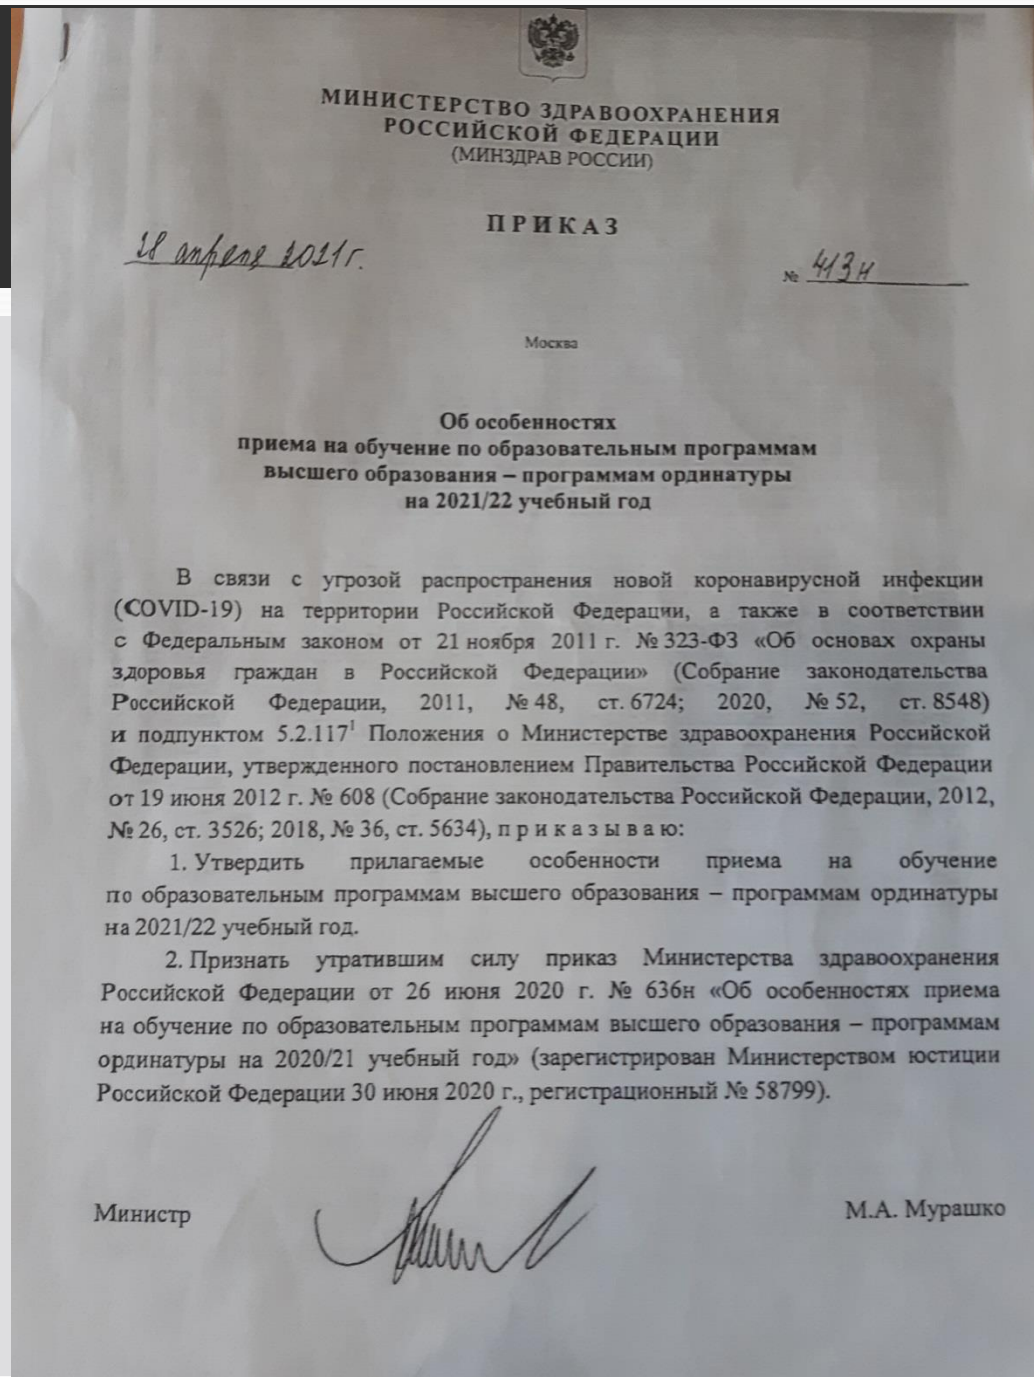 МИНИСТЕРСТВО ЗДРАВООХРАНЕНИЯ
РОССИЙСКОЙ ФЕДЕРАЦИИ
(МИНЗДРАВ РОССИИ)
ПРИКАЗ
28 апреля 2021 г.
№ 413н
Москва
Об особенностях
приема на обучение по образовательным программам
высшего образования – программам ординатуры
на 2021/22 учебный год
В связи с угрозой распространения новой коронавирусной инфекции
(COVID-19) на территории Российской Федерации, а также в соответствии
с Федеральным законом от 21 ноября 2011 г. № 323-ФЗ «Об основах охраны
здоровья граждан в Российской Федерации» (Собрание законодательства
Российской Федерации, 2011, № 48, ст. 6724; 2020, № 52, ст. 8548)
и подпунктом 5.2.117¹ Положения о Министерстве здравоохранения Российской
Федерации, утвержденного постановлением Правительства Российской Федерации
от 19 июня 2012 г. № 608 (Собрание законодательства Российской Федерации, 2012,
№ 26, ст. 3526; 2018, № 36, ст. 5634), п р и к а з ы в а ю:
1. Утвердить прилагаемые особенности приема на обучение
по образовательным программам высшего образования – программам ординатуры
на 2021/22 учебный год.
2. Признать утратившим силу приказ Министерства здравоохранения
Российской Федерации от 26 июня 2020 г. № 636н «Об особенностях приема
на обучение по образовательным программам высшего образования – программам
ординатуры на 2020/21 учебный год» (зарегистрирован Министерством юстиции
Российской Федерации 30 июня 2020 г., регистрационный № 58799).
Министр
М.А. Мурашко